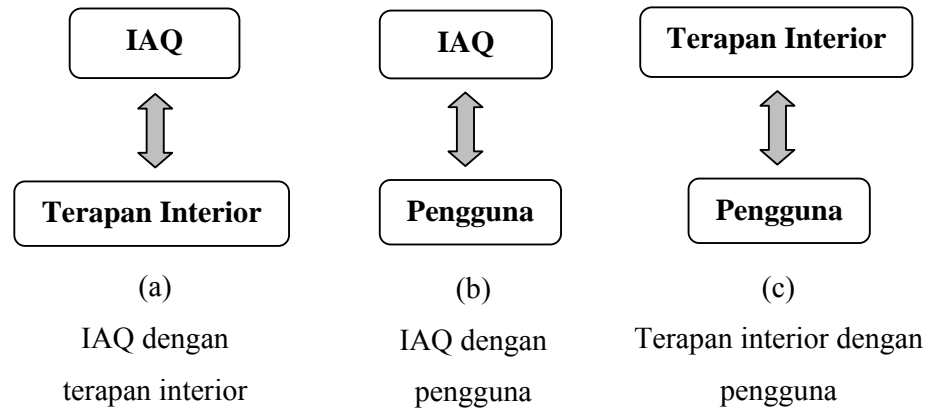 IAQ
Terapan Interior
(a)
IAQ dengan
terapan interior
IAQ
Pengguna
(b)
IAQ dengan
pengguna
Terapan Interior
Pengguna
(c)
Terapan interior dengan
pengguna